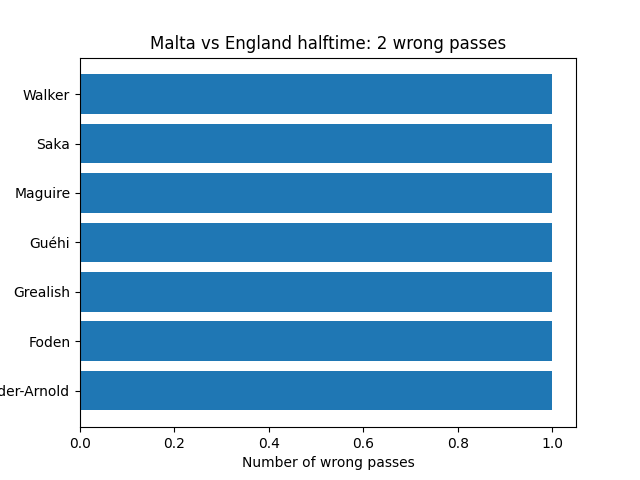 Malta vs England halftime: 2 wrong passes
Walker
Saka
Maguire
Guéhi
Grealish
Foden
der-Arnold
0.0 0.2 0.4 0.6 0.8 1.0
Number of wrong passes